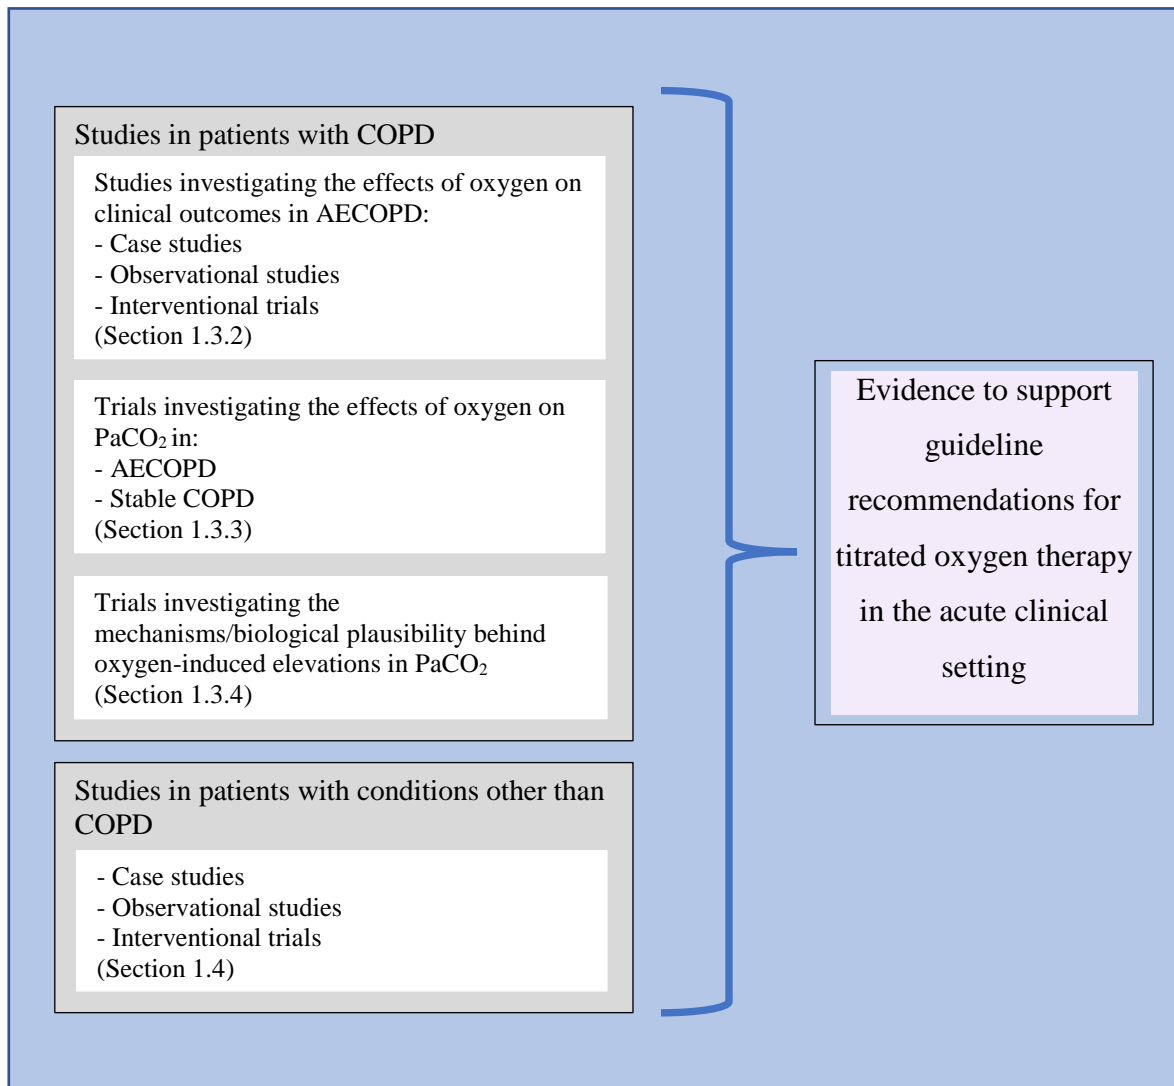 Studies in patients with COPD
Studies investigating the effects of oxygen on
clinical outcomes in AECOPD:
- Case studies
- Observational studies
- Interventional trials
(Section 1.3.2)
Trials investigating the effects of oxygen on
PaCO₂ in:
- AECOPD
- Stable COPD
(Section 1.3.3)
Trials investigating the
mechanisms/biological plausibility behind
oxygen-induced elevations in PaCO₂
(Section 1.3.4)
Studies in patients with conditions other than
COPD
- Case studies
- Observational studies
- Interventional trials
(Section 1.4)
Evidence to support
guideline
recommendations for
titrated oxygen therapy
in the acute clinical
setting